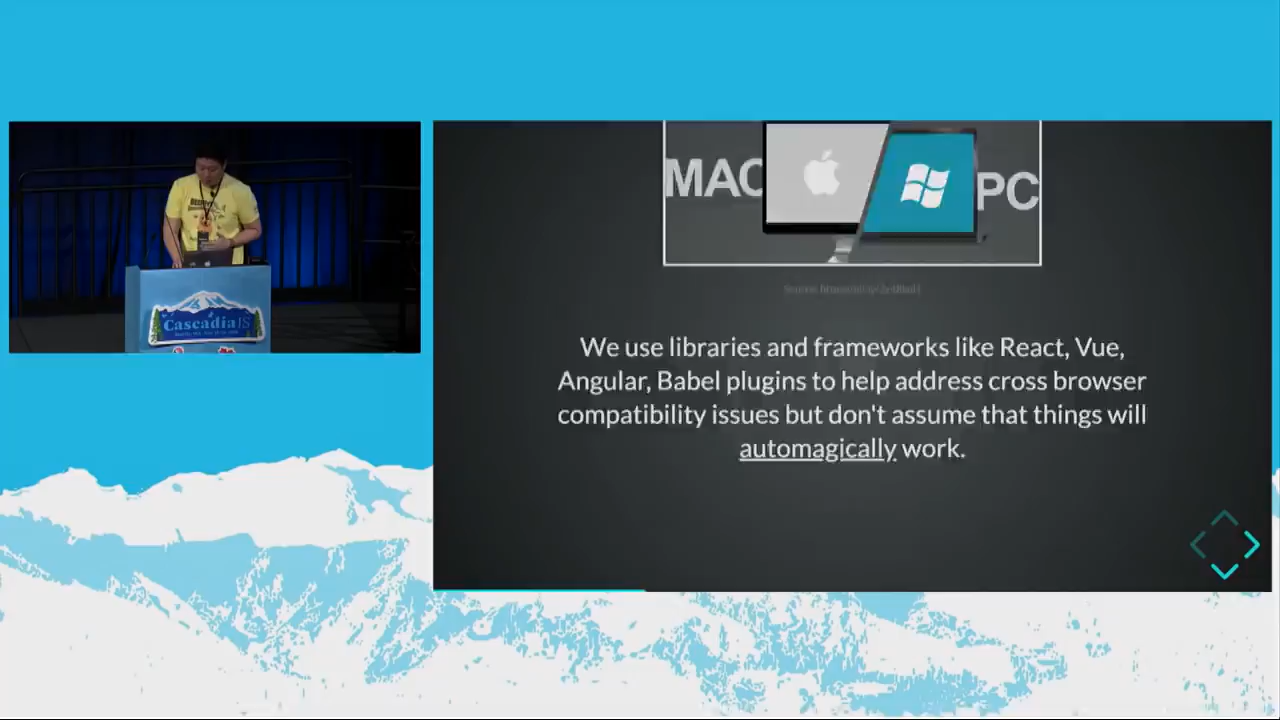 MAC
PC
We use libraries and frameworks like React, Vue,
Angular, Babel plugins to help address cross browser
compatibility issues but don't assume that things will
automagically work.
CascadiaJS